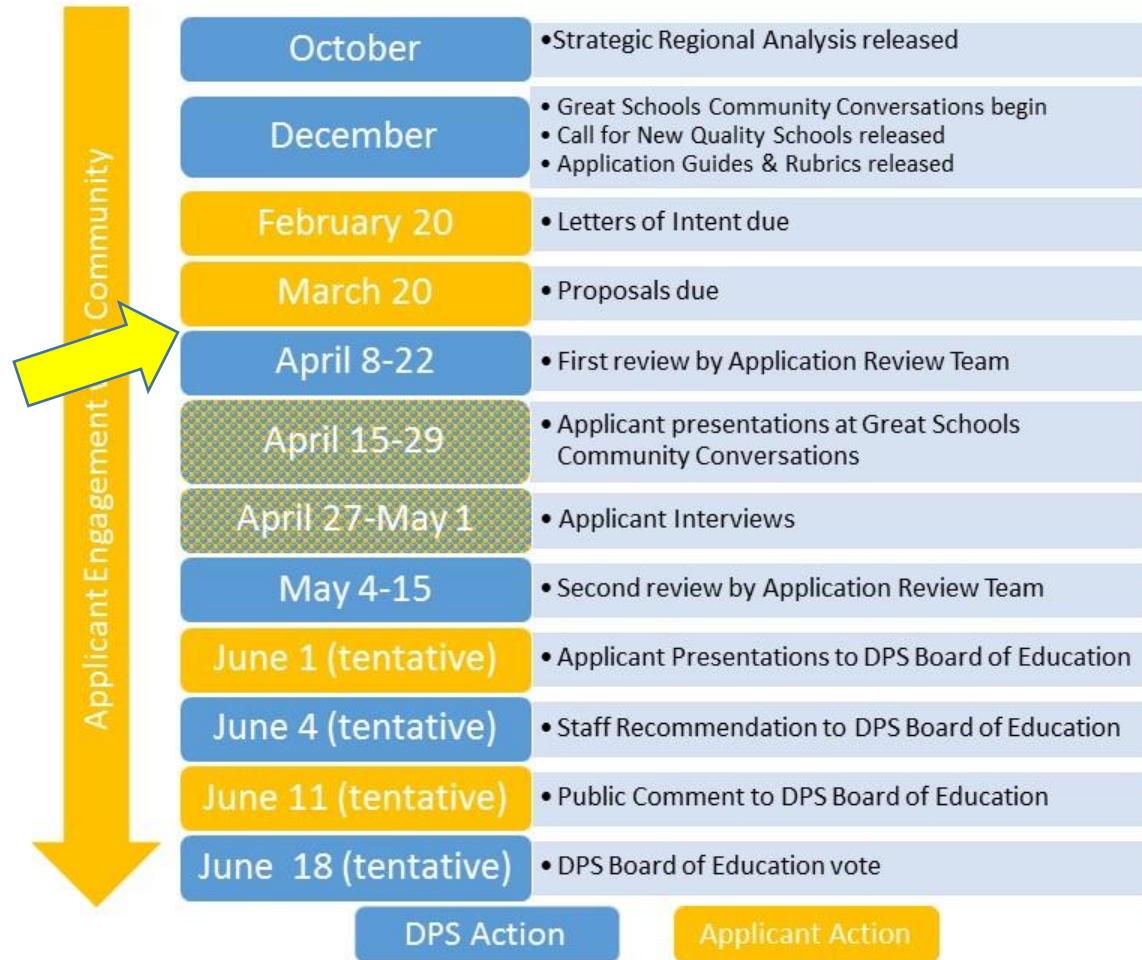 October
•Strategic Regional Analysis released
December
• Great Schools Community Conversations begin
• Call for New Quality Schools released
• Application Guides & Rubrics released
February 20
• Letters of Intent due
March 20
• Proposals due
April 8-22
• First review by Application Review Team
April 15-29
• Applicant presentations at Great Schools
Community Conversations
April 27-May 1
• Applicant Interviews
May 4-15
• Second review by Application Review Team
June 1 (tentative)
• Applicant Presentations to DPS Board of Education
June 4 (tentative)
• Staff Recommendation to DPS Board of Education
June 11 (tentative)
• Public Comment to DPS Board of Education
June 18 (tentative)
• DPS Board of Education vote
Applicant Engagement Community
DPS Action
Applicant Action